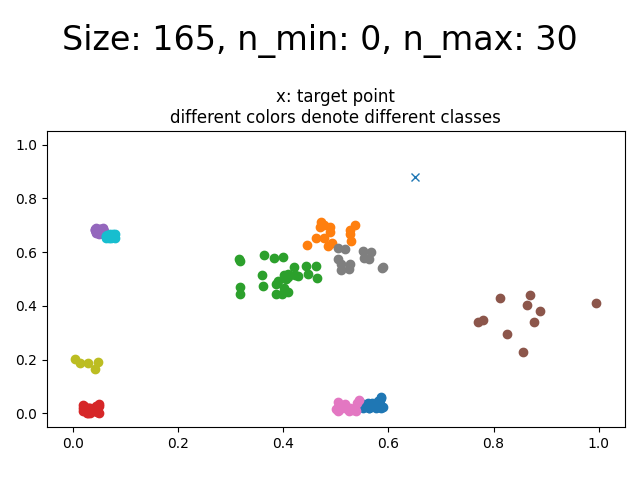 Size: 165, n_min: 0, n_max: 30
x: target point
different colors denote different classes
1.0
0.8
0.6
0.4
0.2
0.0
0.0 0.2 0.4 0.6 0.8 1.0